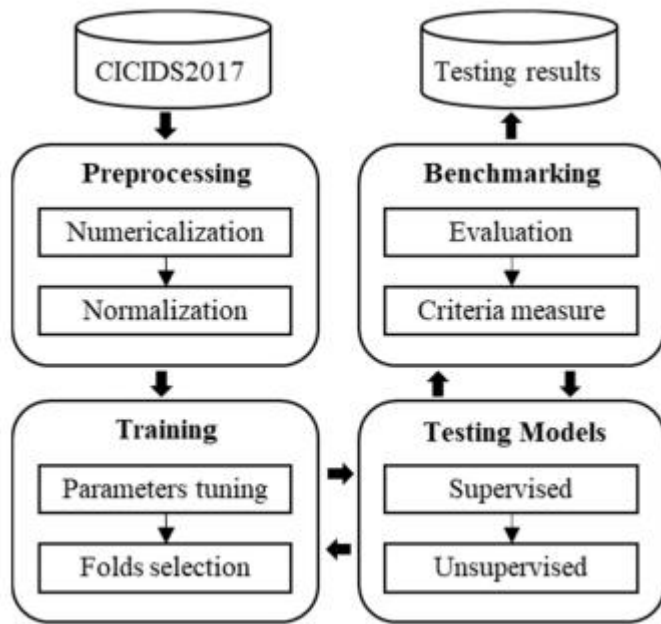 CICIDS2017
Testing results
Preprocessing
Numericalization
Normalization
Benchmarking
Evaluation
Criteria measure
Training
Parameters tuning
Folds selection
Testing Models
Supervised
Unsupervised